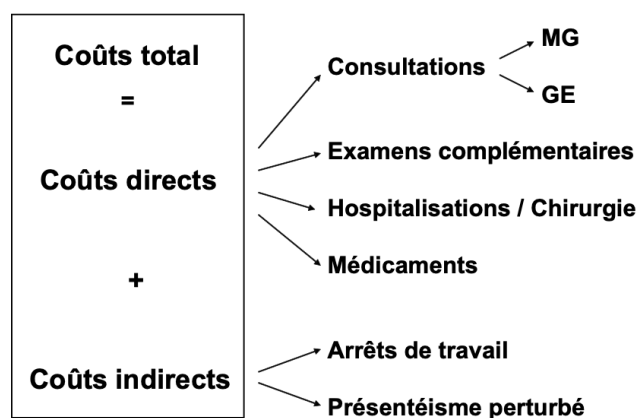 Coûts total
=
Coûts directs
+
Coûts indirects
Consultations
MG
GE
Examens complémentaires
Hospitalisations / Chirurgie
Médicaments
Arrêts de travail
Présentéisme perturbé